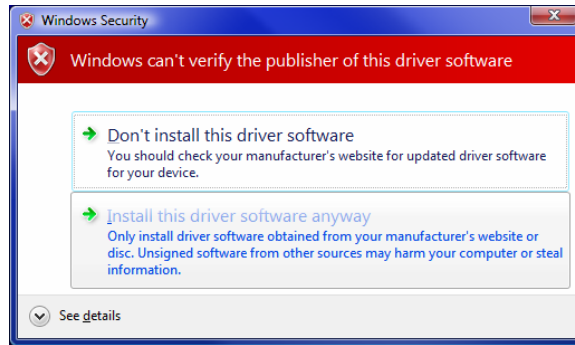 Windows Security
Windows can't verify the publisher of this driver software
Don't install this driver software
You should check your manufacturer's website for updated driver software
for your device.
Install this driver software anyway
Only install driver software obtained from your manufacturer's website or
disc. Unsigned software from other sources may harm your computer or steal
information.
See details